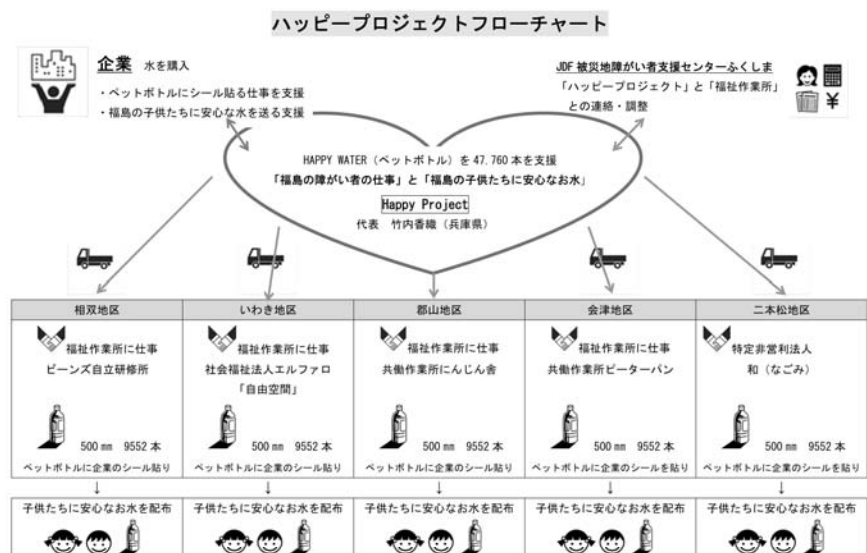 ハッピープロジェクトフローチャート
企業 水を購入
・ペットボトルにシール貼る仕事を支援
・福島の子供たちに安心な水を送る支援
JDF 被災地障がい者支援センターふくしま
「ハッピープロジェクト」と「福祉作業所」
との連絡・調整
¥
HAPPY WATER（ペットボトル）を 47.760 本を支援
「福島の障がい者の仕事」と「福島の子供たちに安心なお水」
Happy Project
代表 竹内香織（兵庫県）
相双地区
福祉作業所に仕事
ビーンズ自立研修所
500 ㎜ 9552 本
ペットボトルに企業のシール貼り
↓
子供たちに安心なお水を配布
いわき地区
福祉作業所に仕事
社会福祉法人エルファロ
「自由空間」
500 ㎜ 9552 本
ペットボトルに企業のシール貼り
↓
子供たちに安心なお水を配布
郡山地区
福祉作業所に仕事
共働作業所にんじん舎
500 ㎜ 9552 本
ペットボトルに企業のシール貼り
↓
子供たちに安心なお水を配布
会津地区
福祉作業所に仕事
共働作業所ピーターパン
500 ㎜ 9552 本
ペットボトルに企業のシールを貼り
↓
子供たちに安心なお水を配布
二本松地区
特定非営利法人
和（なごみ）
500 ㎜ 9552 本
ペットボトルに企業のシールを貼り
↓
子供たちに安心なお水を配布